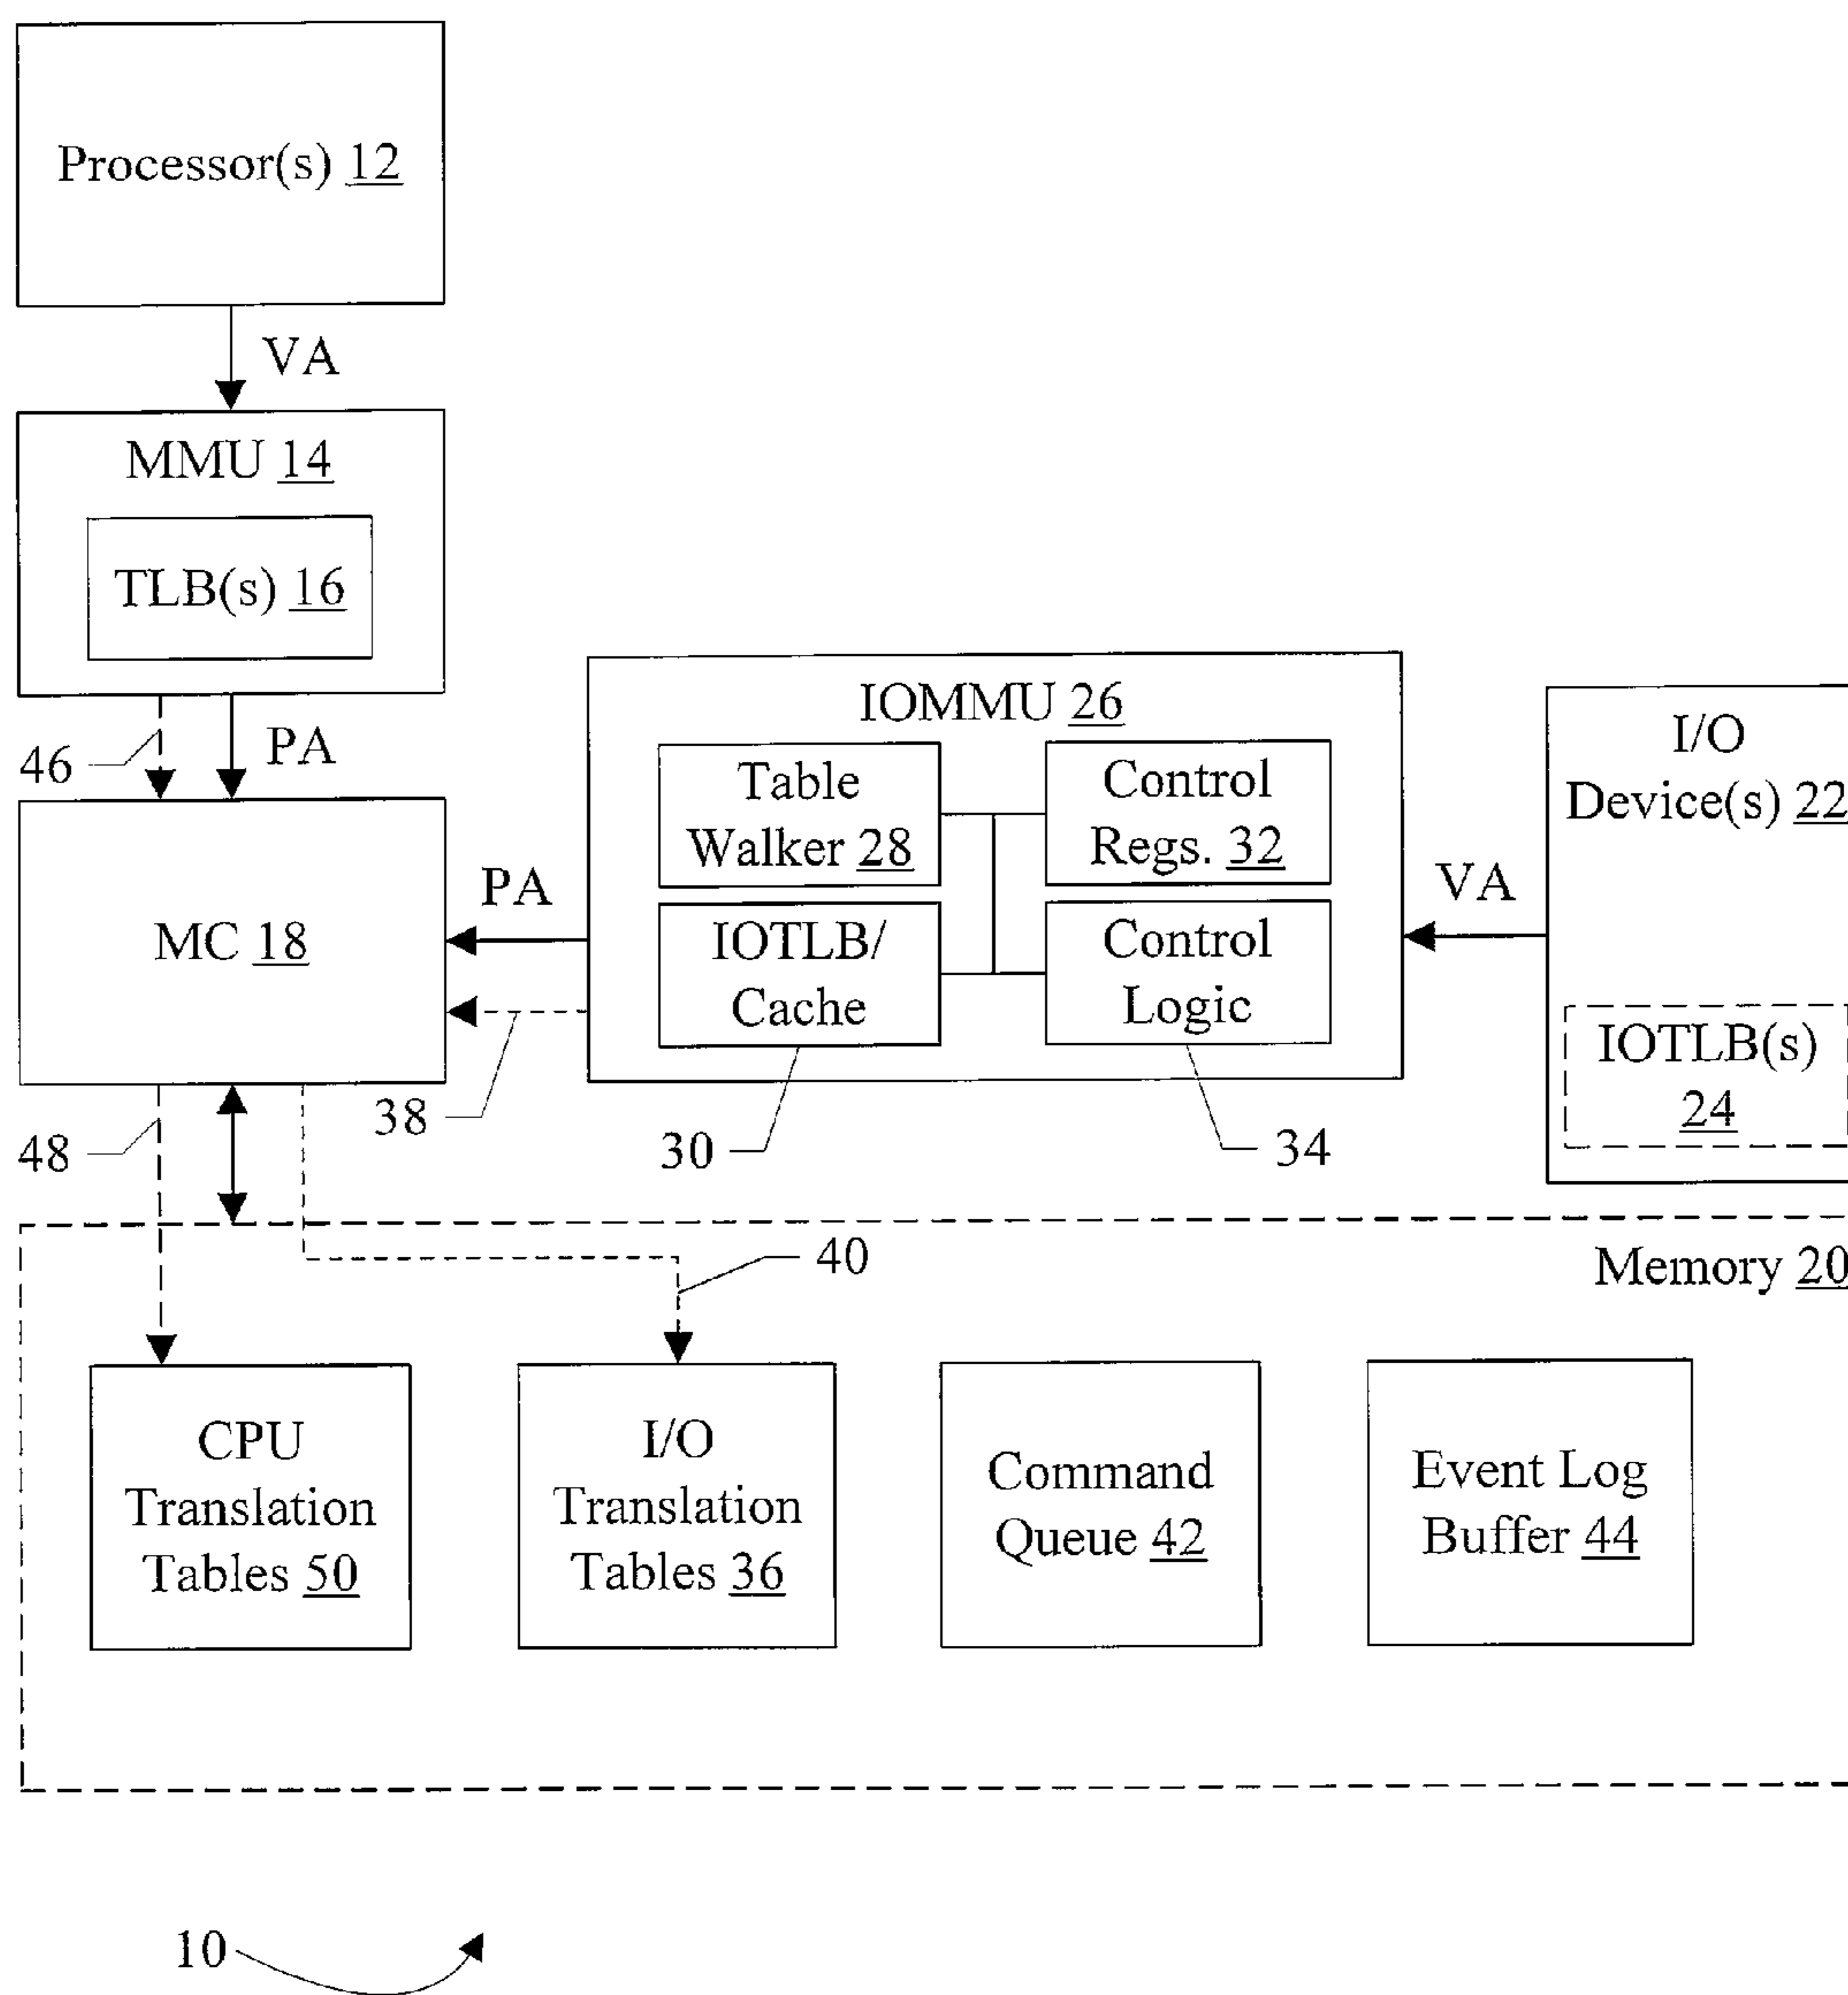 Processor(s) 12
VA
MMU 14
TLB(s) 16
46
PA
MC 18
PA
38
IOMMU 26
Table
Walker 28
Control
Regs. 32
IOTLB/
Cache
Control
Logic
30
34
VA
I/O
Device(s) 22
IOTLB(s)
24
48
40
Memory 20
CPU
Translation
Tables 50
I/O
Translation
Tables 36
Command
Queue 42
Event Log
Buffer 44
10